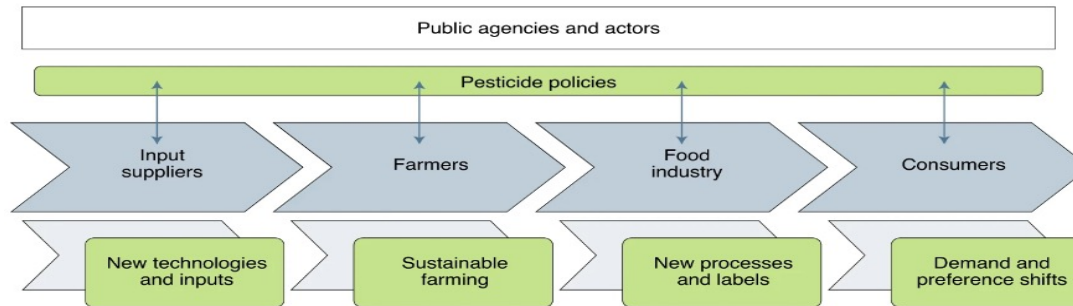 Public agencies and actors
Pesticide policies
Input
suppliers
Farmers
Food
industry
Consumers
New technologies
and inputs
Sustainable
farming
New processes
and labels
Demand and
preference shifts